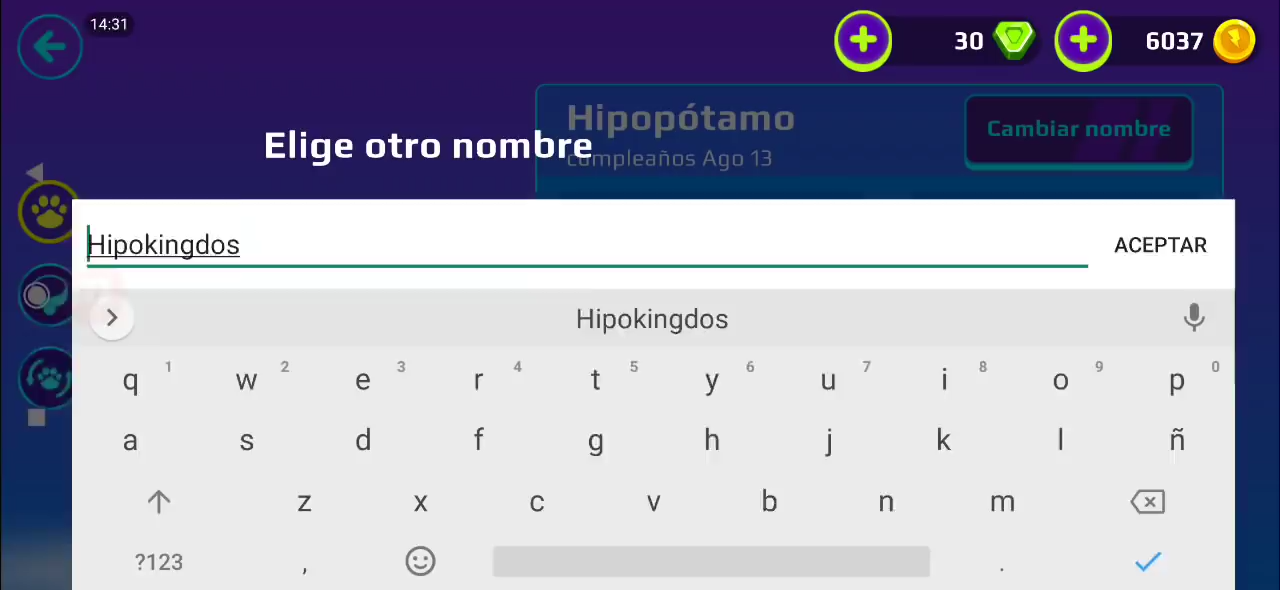 14:31
30
6037
Hipopótamo
Cambiar nombre
Elige otro nombre
cumpleaños Ago 13
Hipokingdos
ACEPTAR
Hipokingdos
q 1 w 2 e 3 r 4 t 5 y 6 u 7 i 8 o 9 p 0
a s d f g h j k l ñ
z x c v b n m
?123 , .